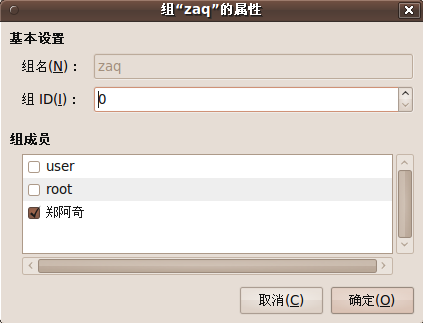 组“zaq”的属性
基本设置
组名(N)： zaq
组 ID(I)： 0
组成员
user
root
郑阿奇
取消(C) 确定(O)